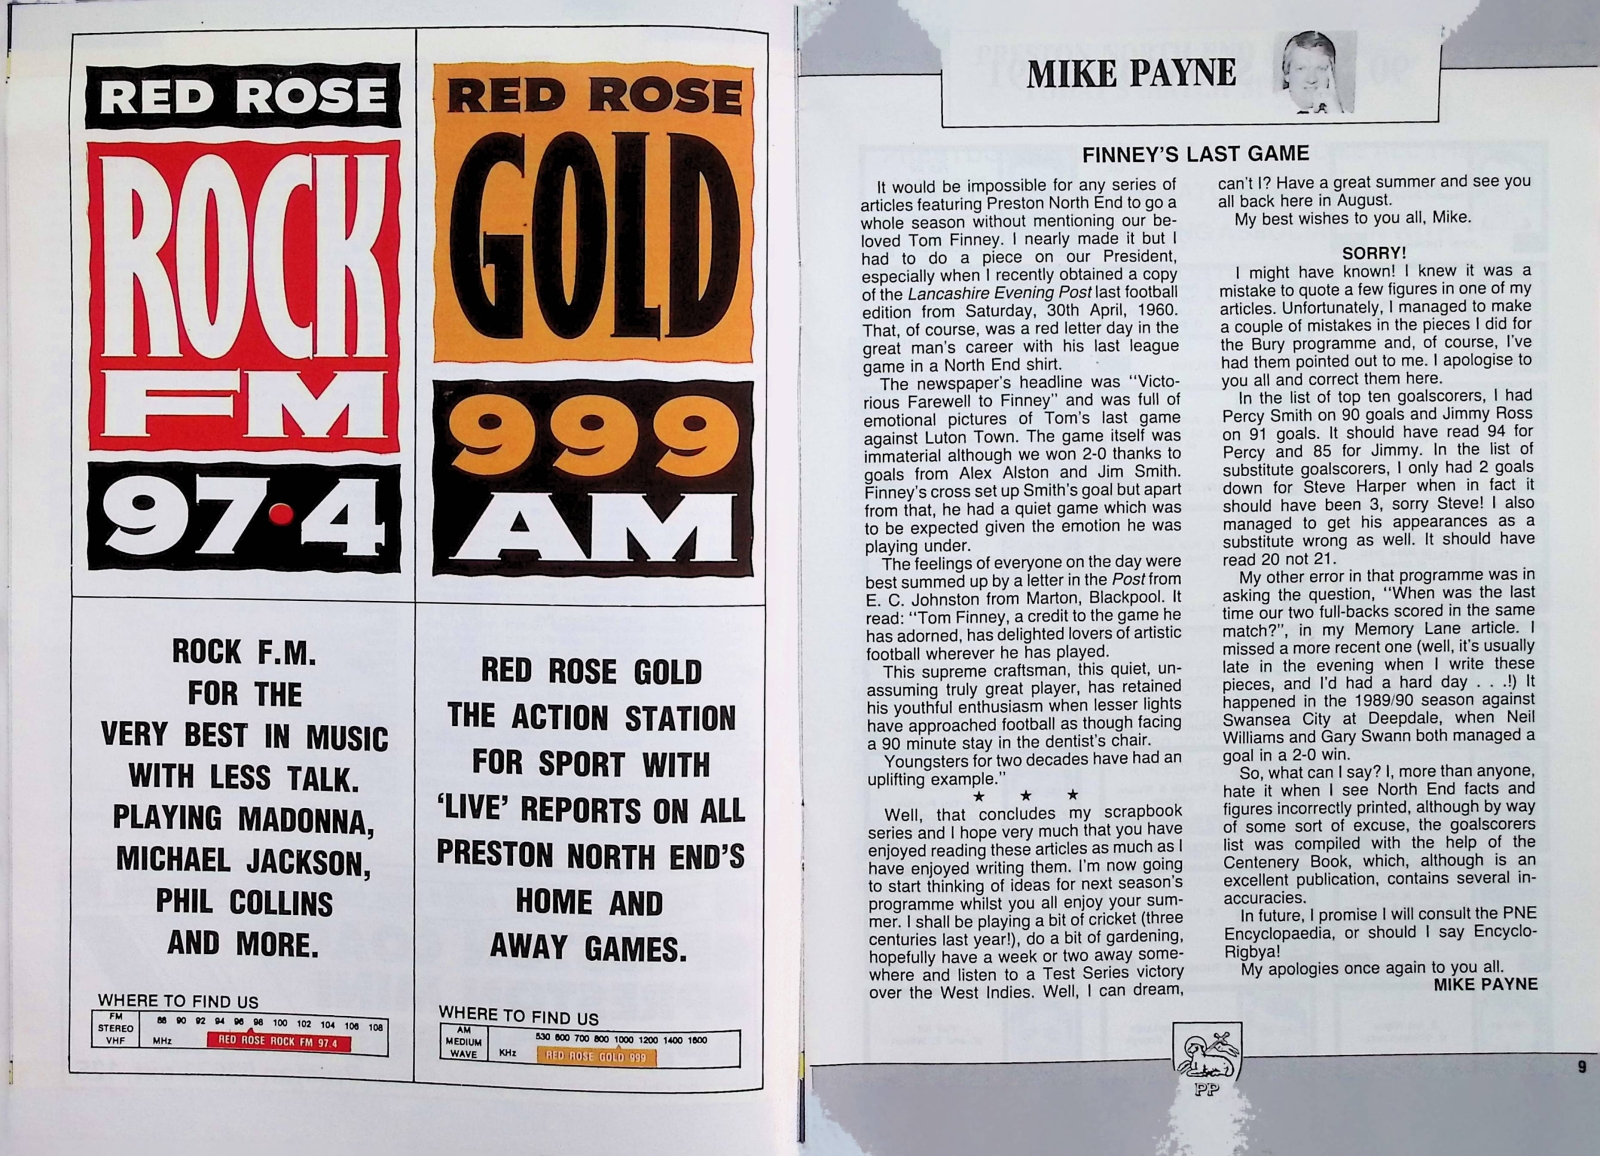 RED ROSE
ROCK
FM
97.4
ROCK F.M.
FOR THE
VERY BEST IN MUSIC
WITH LESS TALK.
PLAYING MADONNA,
MICHAEL JACKSON,
PHIL COLLINS
AND MORE.
WHERE TO FIND US
FM
STEREO
VHF
88 90 92 94 96 98 100 102 104 106 108
MHz
RED ROSE ROCK FM 97.4
RED ROSE
GOLD
999
AM
RED ROSE GOLD
THE ACTION STATION
FOR SPORT WITH
'LIVE' REPORTS ON ALL
PRESTON NORTH END'S
HOME AND
AWAY GAMES.
WHERE TO FIND US
AM
MEDIUM
WAVE
530 600 700 800 1000 1200 1400 1600
KHz
RED ROSE GOLD 999
MIKE PAYNE
FINNEY'S LAST GAME
It would be impossible for any series of
articles featuring Preston North End to go a
whole season without mentioning our be-
loved Tom Finney. I nearly made it but I
had to do a piece on our President,
especially when I recently obtained a copy
of the Lancashire Evening Post last football
edition from Saturday, 30th April, 1960.
That, of course, was a red letter day in the
great man's career with his last league
game in a North End shirt.
The newspaper's headline was "Victo-
rious Farewell to Finney" and was full of
emotional pictures of Tom's last game
against Luton Town. The game itself was
immaterial although we won 2-0 thanks to
goals from Alex Alston and Jim Smith.
Finney's cross set up Smith's goal but apart
from that, he had a quiet game which was
to be expected given the emotion he was
playing under.
The feelings of everyone on the day were
best summed up by a letter in the Post from
E. C. Johnston from Marton, Blackpool. It
read: "Tom Finney, a credit to the game he
has adorned, has delighted lovers of artistic
football wherever he has played.
This supreme craftsman, this quiet, un-
assuming truly great player, has retained
his youthful enthusiasm when lesser lights
have approached football as though facing
a 90 minute stay in the dentist's chair.
Youngsters for two decades have had an
uplifting example."
★ ★ ★
Well, that concludes my scrapbook
series and I hope very much that you have
enjoyed reading these articles as much as I
have enjoyed writing them. I'm now going
to start thinking of ideas for next season's
programme whilst you all enjoy your sum-
mer. I shall be playing a bit of cricket (three
centuries last year!), do a bit of gardening,
hopefully have a week or two away some-
where and listen to a Test Series victory
over the West Indies. Well, I can dream,
can't I? Have a great summer and see you
all back here in August.
My best wishes to you all, Mike.
SORRY!
I might have known! I knew it was a
mistake to quote a few figures in one of my
articles. Unfortunately, I managed to make
a couple of mistakes in the pieces I did for
the Bury programme and, of course, I've
had them pointed out to me. I apologise to
you all and correct them here.
In the list of top ten goalscorers, I had
Percy Smith on 90 goals and Jimmy Ross
on 91 goals. It should have read 94 for
Percy and 85 for Jimmy. In the list of
substitute goalscorers, I only had 2 goals
down for Steve Harper when in fact it
should have been 3, sorry Steve! I also
managed to get his appearances as a
substitute wrong as well. It should have
read 20 not 21.
My other error in that programme was in
asking the question, "When was the last
time our two full-backs scored in the same
match?", in my Memory Lane article. I
missed a more recent one (well, it's usually
late in the evening when I write these
pieces, and I'd had a hard day . . .!) It
happened in the 1989/90 season against
Swansea City at Deepdale, when Neil
Williams and Gary Swann both managed a
goal in a 2-0 win.
So, what can I say? I, more than anyone,
hate it when I see North End facts and
figures incorrectly printed, although by way
of some sort of excuse, the goalscorers
list was compiled with the help of the
Centenery Book, which, although is an
excellent publication, contains several in-
accuracies.
In future, I promise I will consult the PNE
Encyclopaedia, or should I say Encyclo-
Rigbya!
My apologies once again to you all.
MIKE PAYNE
PP
9